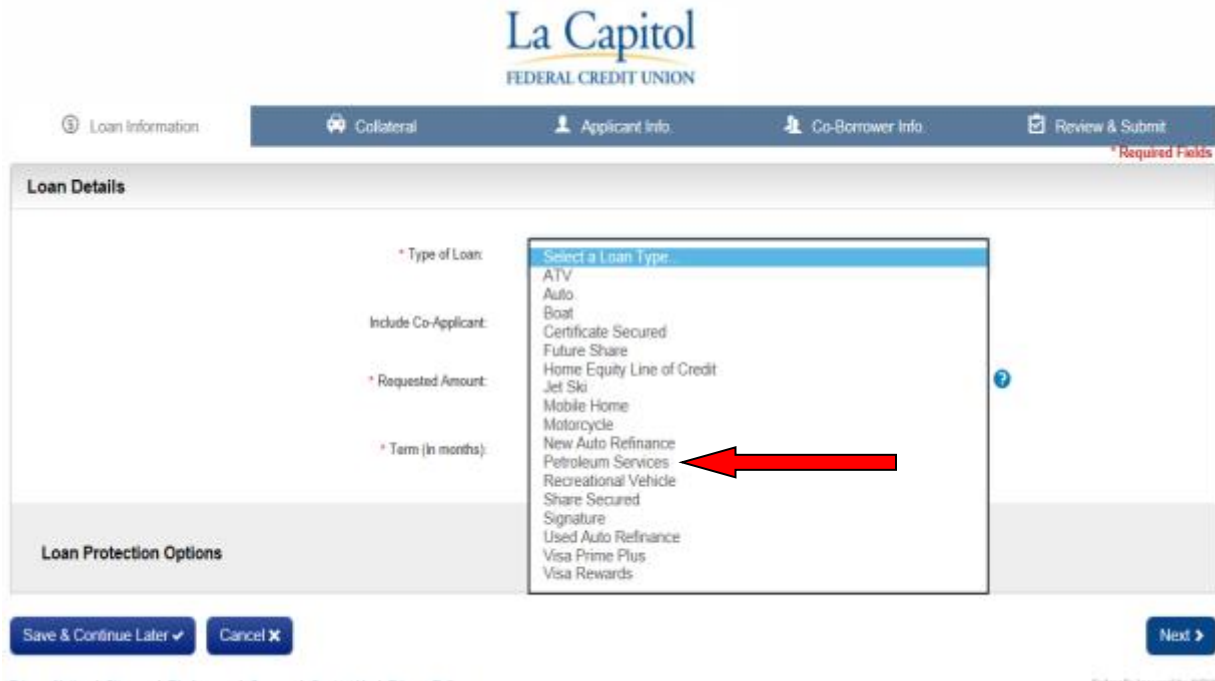 La Capitol
FEDERAL CREDIT UNION
Loan Information
Collateral
Applicant Info.
Co-Borrower Info.
Review & Submit
* Required Fields
Loan Details
* Type of Loan:
Select a Loan Type...
ATV
Auto
Boat
Certificate Secured
Future Share
Home Equity Line of Credit
Jet Ski
Mobile Home
Motorcycle
New Auto Refinance
Petroleum Services
Recreational Vehicle
Share Secured
Signature
Used Auto Refinance
Visa Prime Plus
Visa Rewards
Include Co-Applicant:
* Requested Amount:
?
* Term (in months):
Loan Protection Options
Save & Continue Later
Cancel
Next